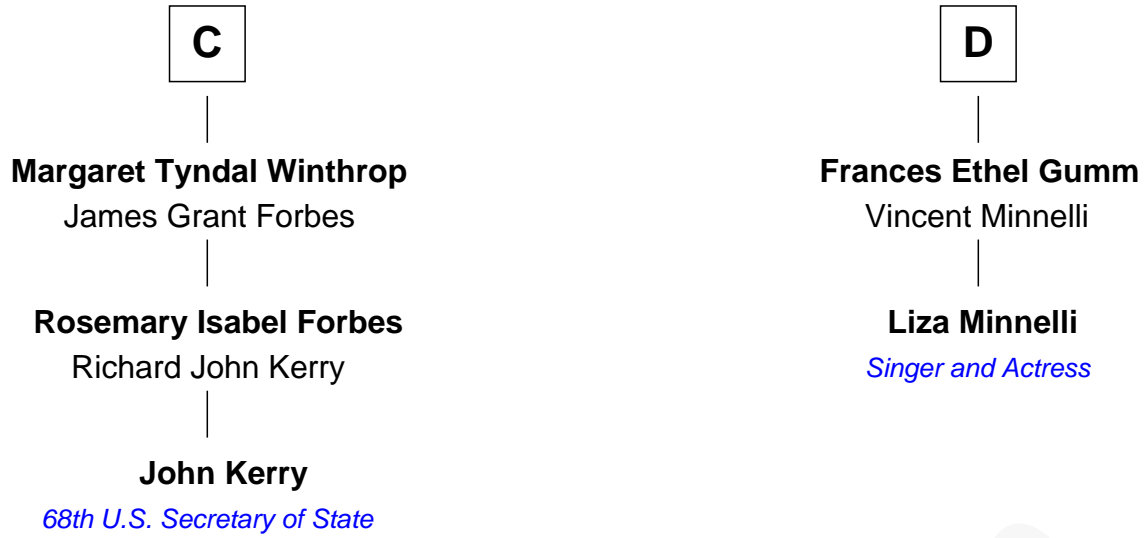 C
Margaret Tyndal Winthrop
James Grant Forbes
Rosemary Isabel Forbes
Richard John Kerry
John Kerry
68th U.S. Secretary of State
D
Frances Ethel Gumm
Vincent Minnelli
Liza Minnelli
Singer and Actress